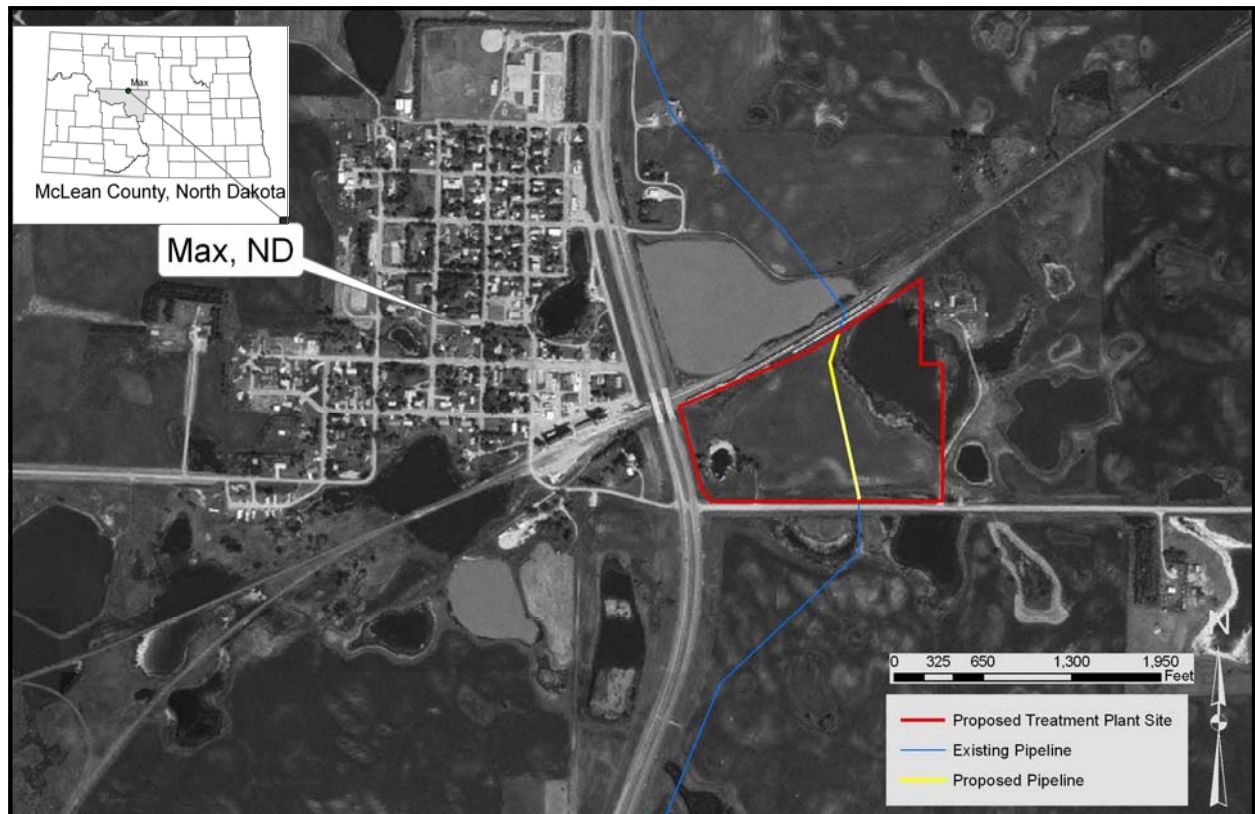 Max
McLean County, North Dakota
Max, ND
0 325 650 1,300 1,950
Feet
Proposed Treatment Plant Site
Existing Pipeline
Proposed Pipeline
N